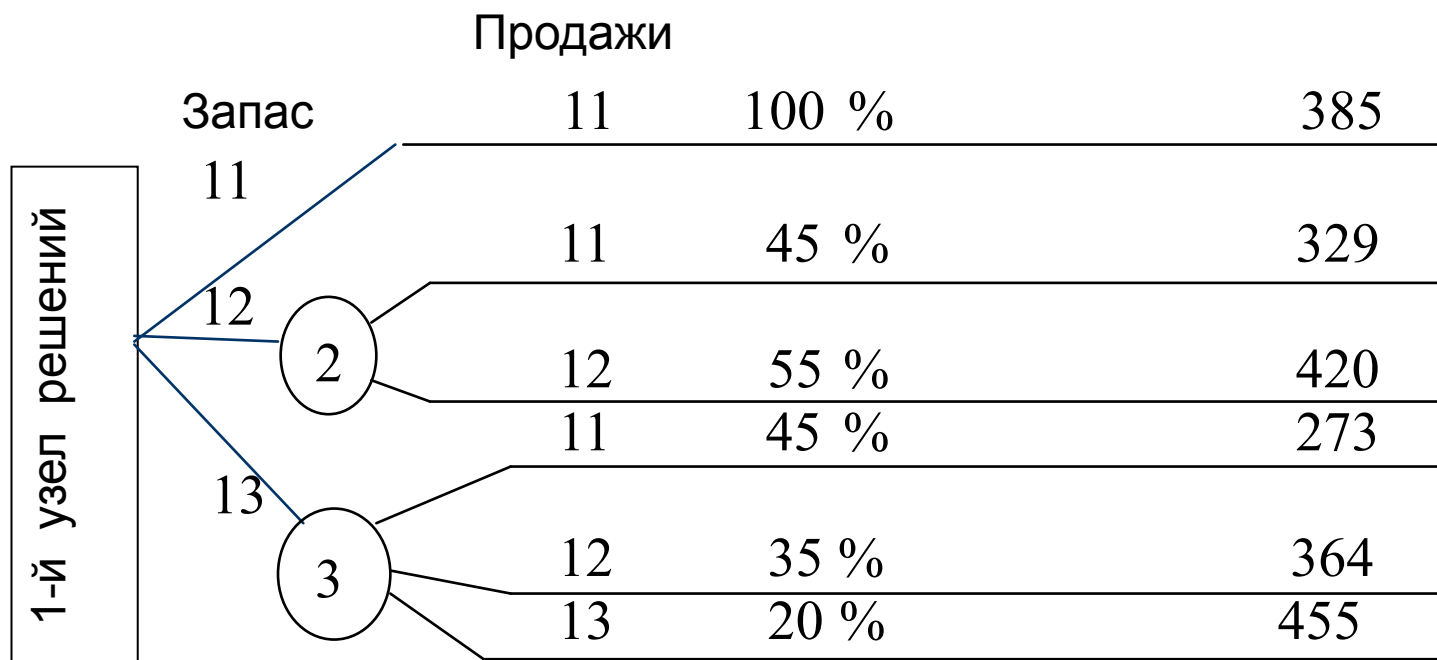 Продажи
Запас
11 100 % 385
11
11 45 % 329
12
2
12 55 % 420
11 45 % 273
13
3
12 35 % 364
13 20 % 455
1-й узел решений